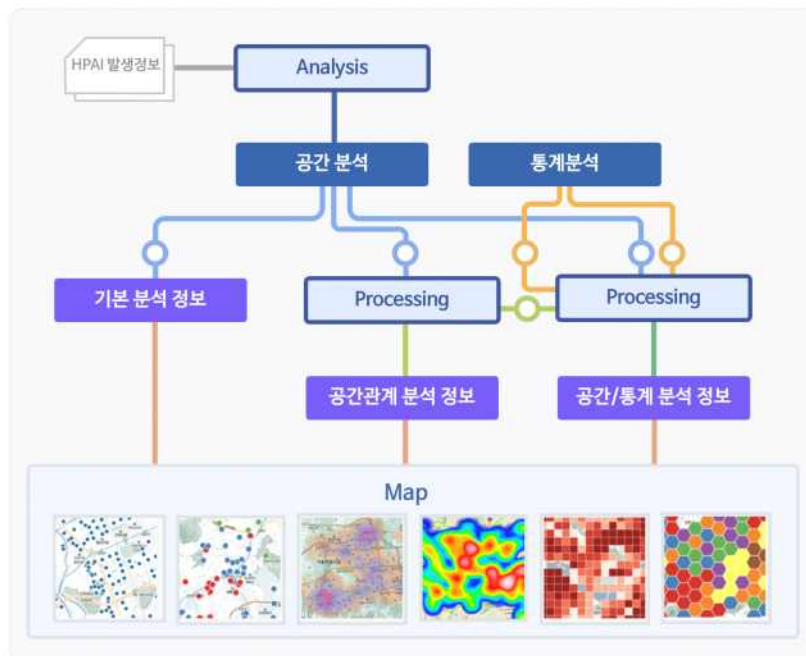 HPAI 발생정보
Analysis
공간 분석
통계분석
기본 분석 정보
Processing
Processing
공간관계 분석 정보
공간/통계 분석 정보
Map